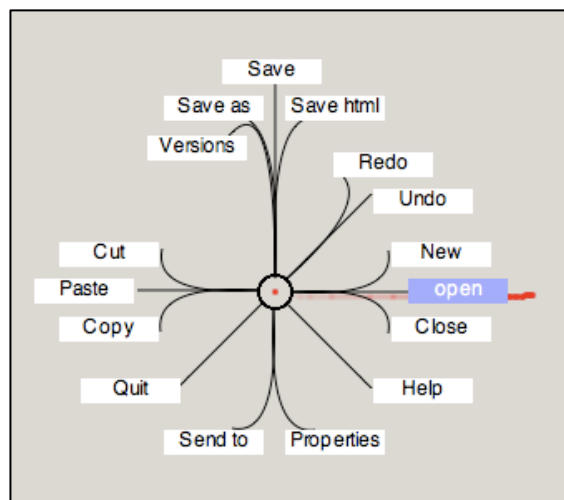 Save
Save as
Save html
Versions
Redo
Undo
Cut
New
Paste
open
Copy
Close
Quit
Help
Send to
Properties